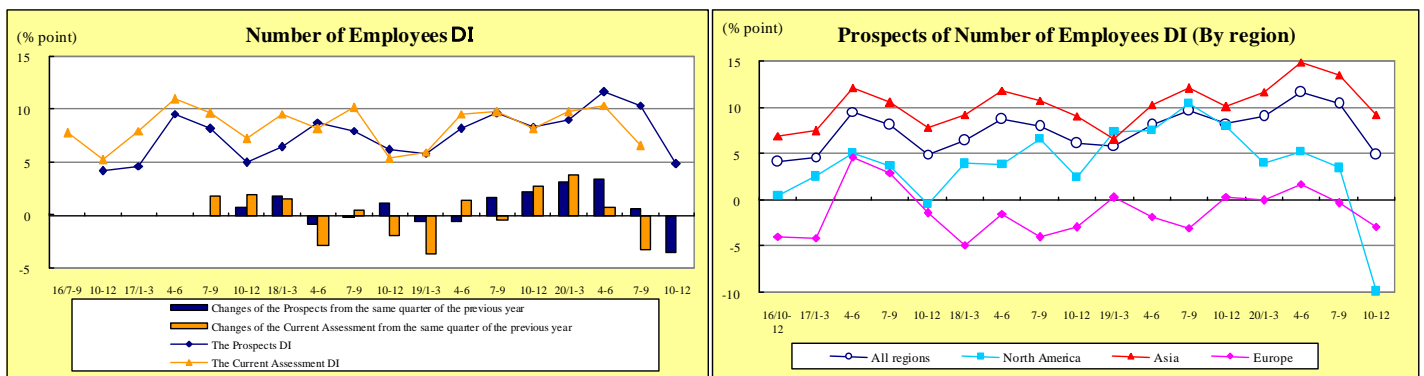 Number of Employees DI
(% point)
15
10
5
0
-5
16/7-9 10-12 17/1-3 4-6 7-9 10-12 18/1-3 4-6 7-9 10-12 19/1-3 4-6 7-9 10-12 20/1-3 4-6 7-9 10-12
Changes of the Prospects from the same quarter of the previous year
Changes of the Current Assessment from the same quarter of the previous year
The Prospects DI
The Current Assessment DI
Prospects of Number of Employees DI (By region)
(% point)
15
10
5
0
-5
-10
16/10-12 17/1-3 4-6 7-9 10-12 18/1-3 4-6 7-9 10-12 19/1-3 4-6 7-9 10-12 20/1-3 4-6 7-9 10-12
All regions North America Asia Europe